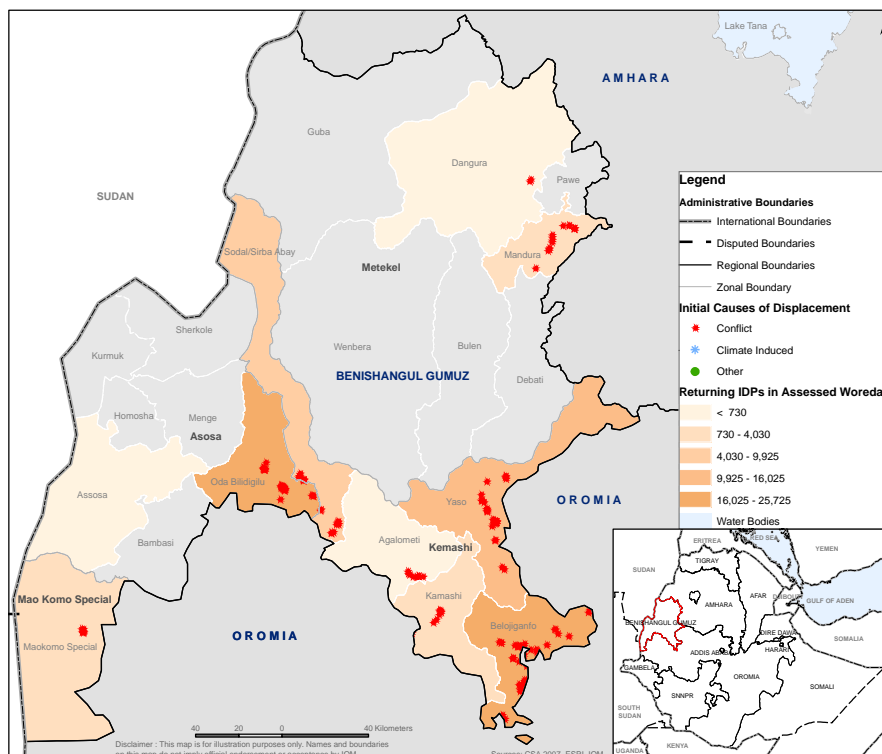 Lake Tana
AMHARA
Guba
Dangura
Pawe
SUDAN
Mandura
Sodal/Sirba Abay
Metekel
Sherkole
Kurmuk
Wenbera
Bulen
BENISHANGUL GUMUZ
Debati
Homosha
Menge
Asosa
Assosa
Oda Bilidigilu
Yaso
OROMIA
Bambasi
Agalometi
Kemashi
Mao Komo Special
Kamashi
Maokomo Special
OROMIA
Belojiganfo
Legend
Administrative Boundaries
International Boundaries
Disputed Boundaries
Regional Boundaries
Zonal Boundary
Initial Causes of Displacement
Conflict
Climate Induced
Other
Returning IDPs in Assessed Woreda
< 730
730 - 4,030
4,030 - 9,925
9,925 - 16,025
16,025 - 25,725
Water Bodies
ERITREA
RED SEA
YEMEN
SUDAN
TIGRAY
AFAR
DJIBOUTI
GULF OF ADEN
AMHARA
BENISHANGUL GUMUZ
DIRE DAWA
HARARI
SOMALIA
ADDIS ABABA
GAMBELA
OROMIA
SOMALI
SNNPR
SOUTH
SUDAN
UGANDA
KENYA
40 0 40 Kilometers
Disclaimer : This map is for illustration purposes only. Names and boundaries